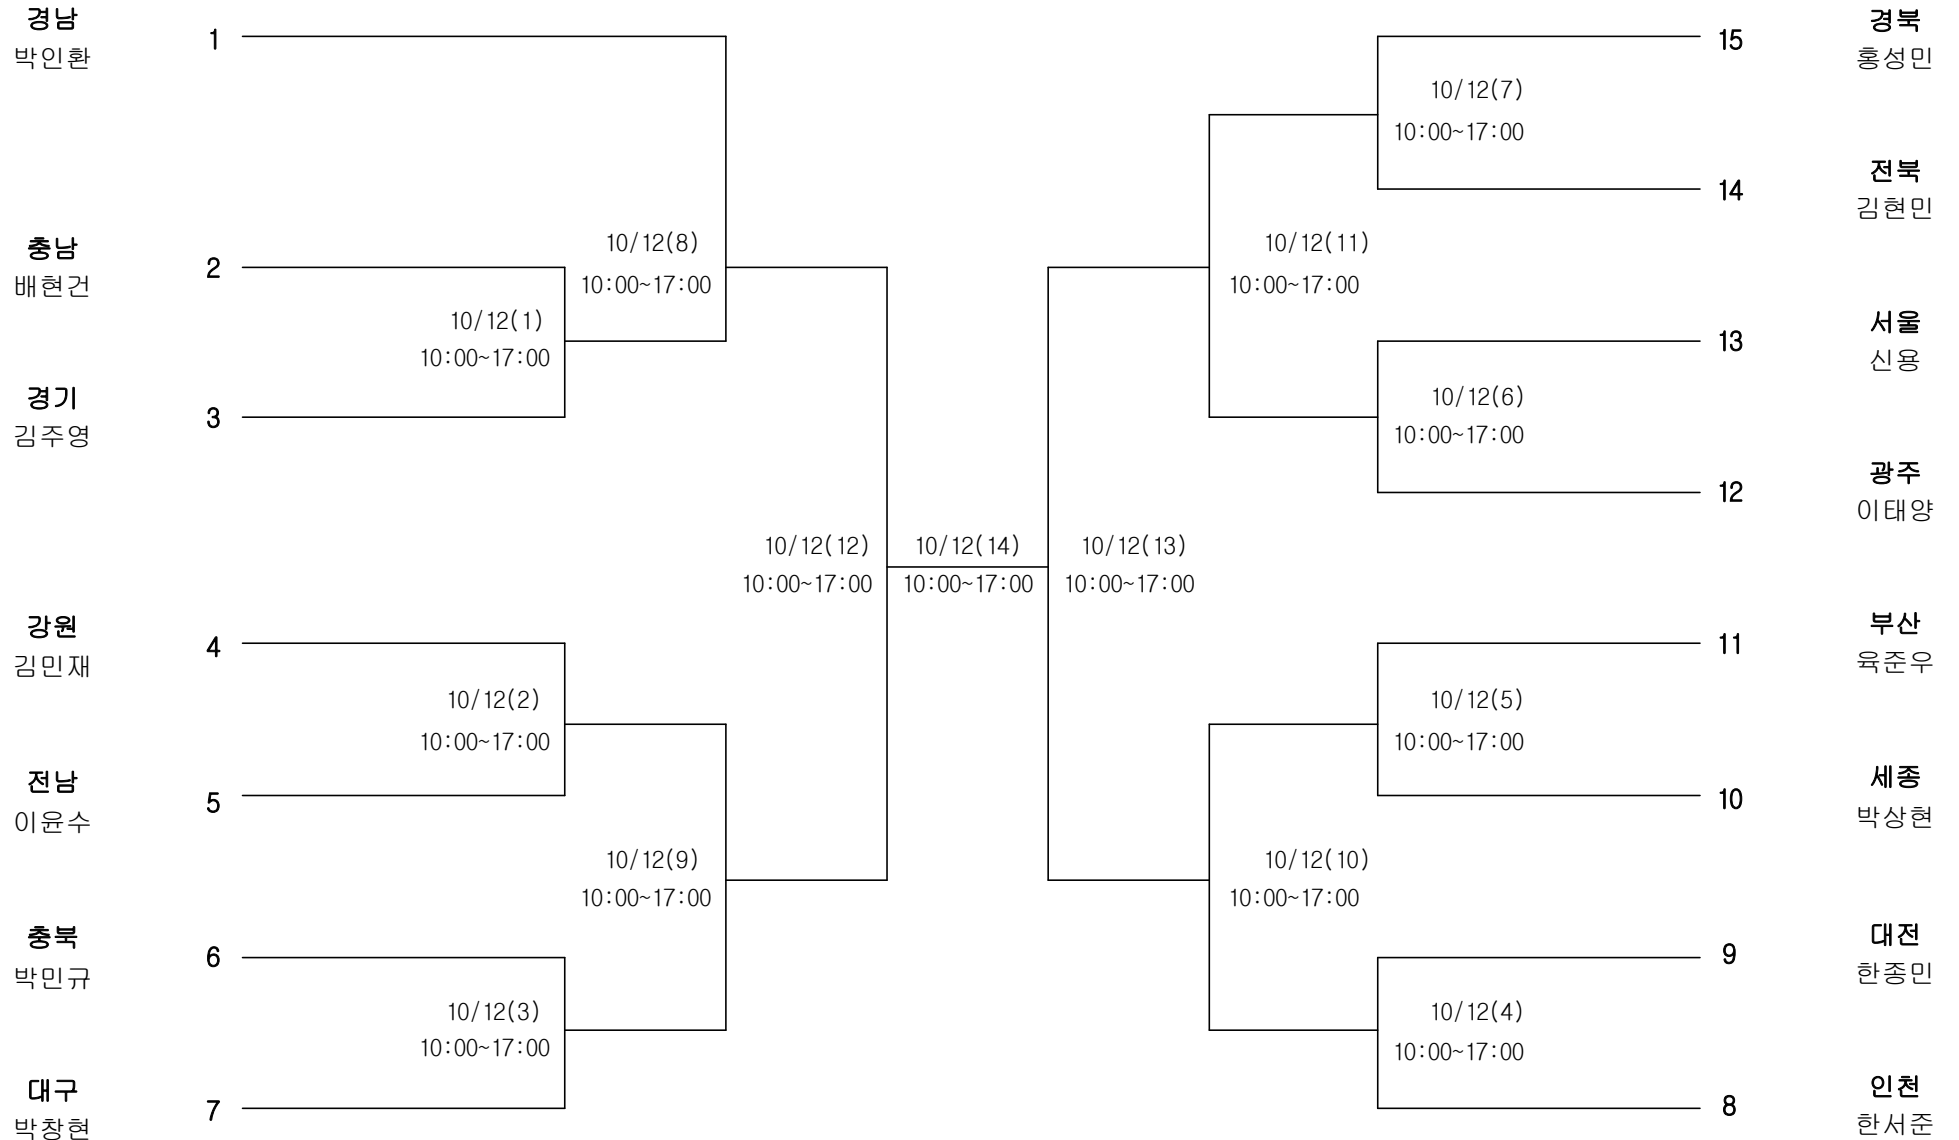 경남
박인환
1
충남
배현건
2
경기
김주영
3
강원
김민재
4
전남
이윤수
5
충북
박민규
6
대구
박창현
7
10/12(1)
10:00~17:00
10/12(2)
10:00~17:00
10/12(3)
10:00~17:00
10/12(8)
10:00~17:00
10/12(9)
10:00~17:00
10/12(12)
10:00~17:00
10/12(14)
10:00~17:00
10/12(13)
10:00~17:00
10/12(11)
10:00~17:00
10/12(10)
10:00~17:00
10/12(7)
10:00~17:00
10/12(6)
10:00~17:00
10/12(5)
10:00~17:00
10/12(4)
10:00~17:00
15
경북
홍성민
14
전북
김현민
13
서울
신용
12
광주
이태양
11
부산
육준우
10
세종
박상현
9
대전
한종민
8
인천
한서준